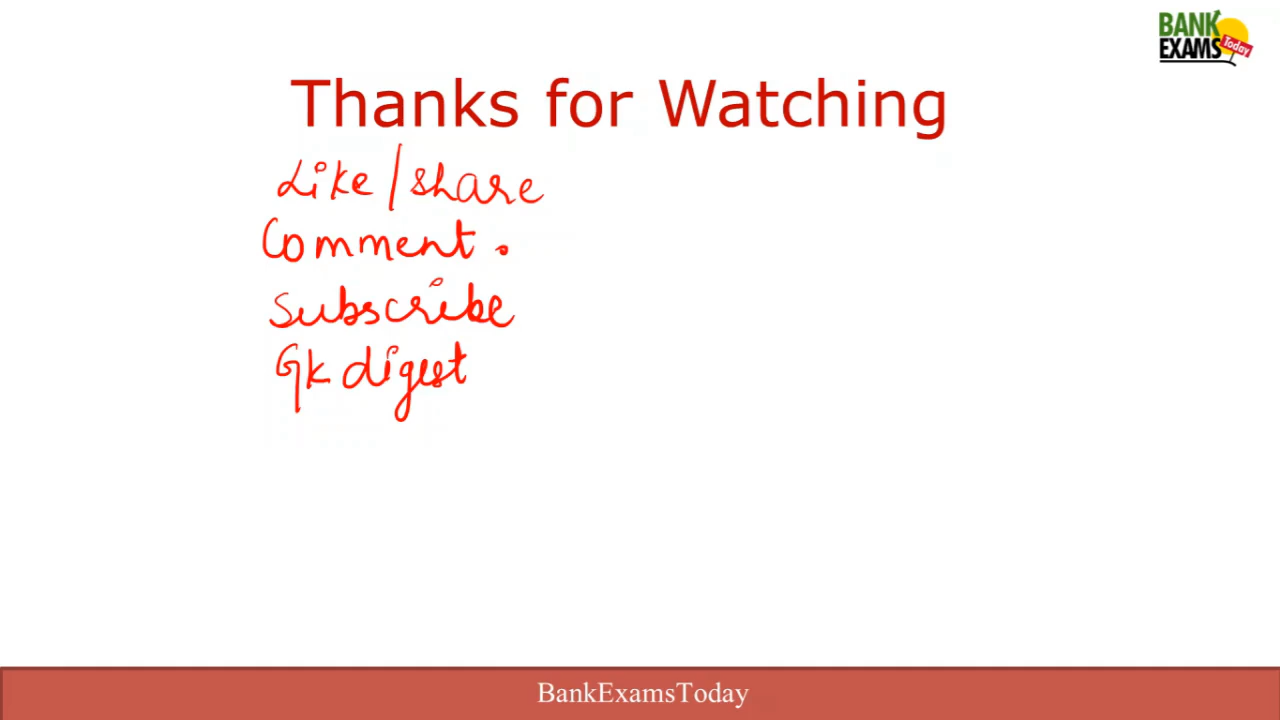 BANK
EXAMS Today
Thanks for Watching
Like/share
Comment.
Subscribe
Gk digest
BankExamsToday